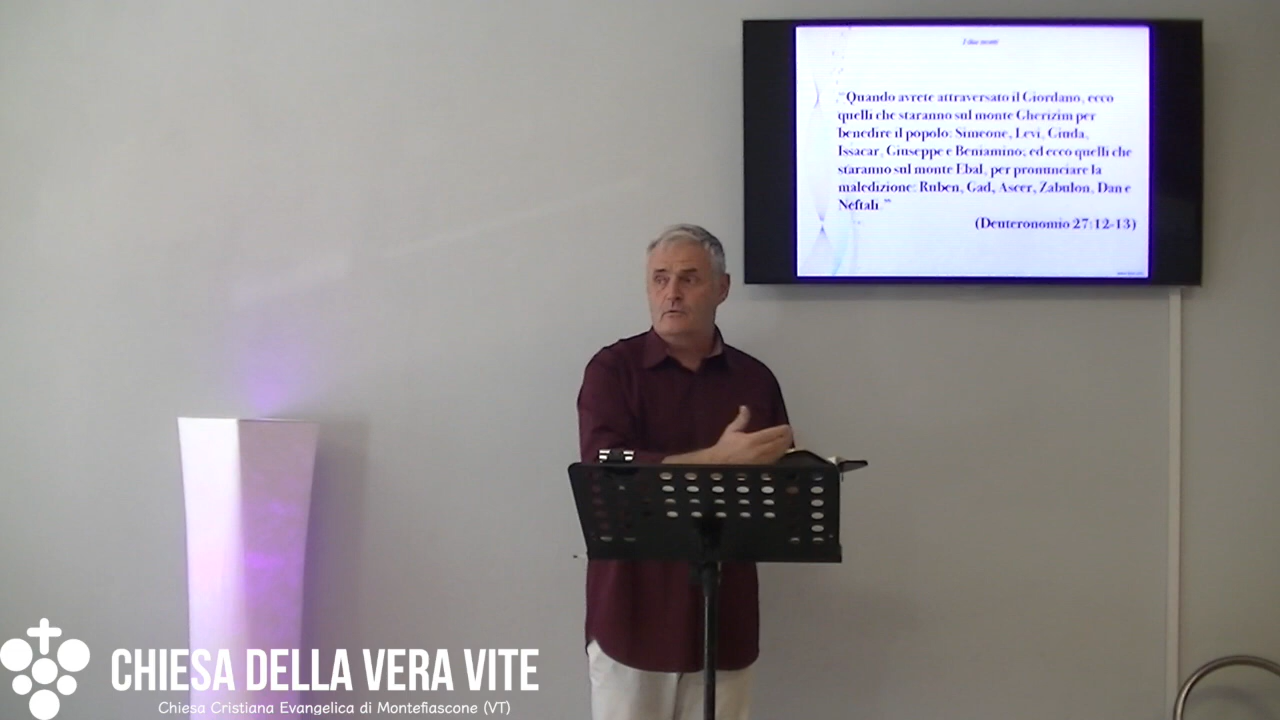 I due monti
"Quando avrete attraversato il Giordano, ecco
quelli che staranno sul monte Gherizim per
benedire il popolo: Simeone, Levi, Giuda,
Issacar, Giuseppe e Beniamino; ed ecco quelli che
staranno sul monte Ebal, per pronunciare la
maledizione: Ruben, Gad, Ascer, Zabulon, Dan e
Neftali."
(Deuteronomio 27:12-13)
CHIESA DELLA VERA VITE
Chiesa Cristiana Evangelica di Montefiascone (VT)